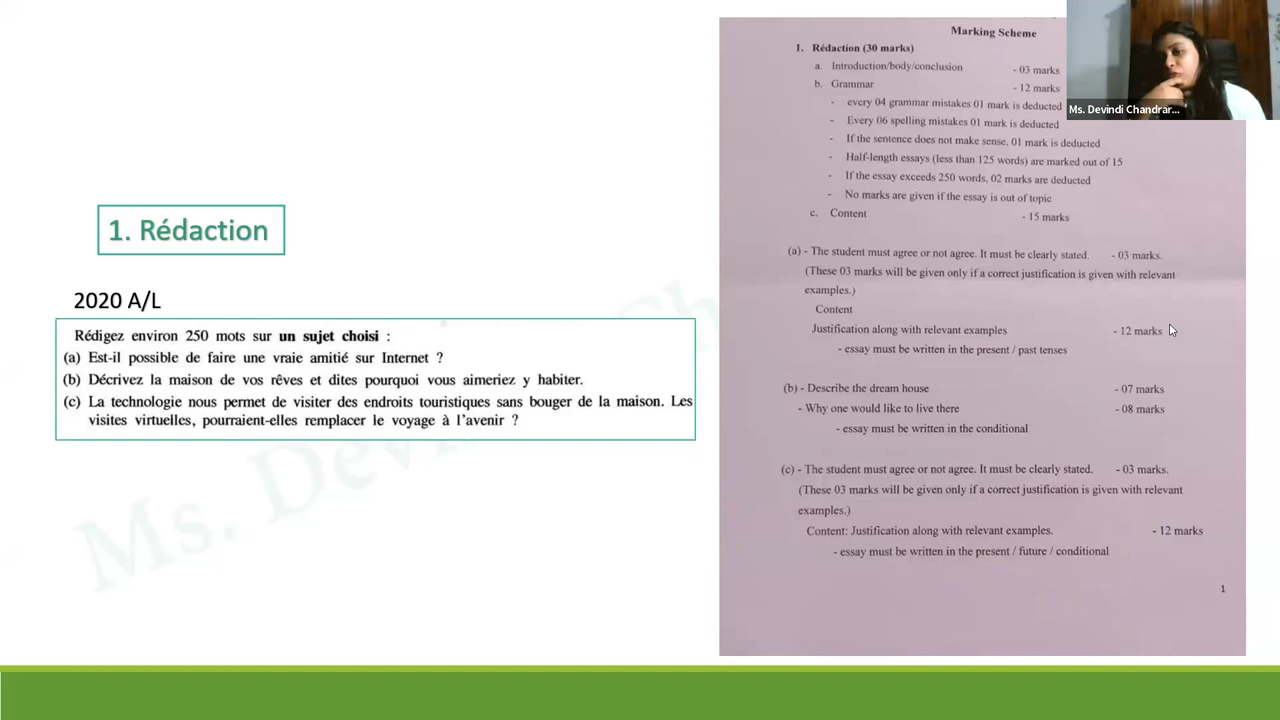 1. Rédaction
2020 A/L
Rédigez environ 250 mots sur un sujet choisi :
(a) Est-il possible de faire une vraie amitié sur Internet ?
(b) Décrivez la maison de vos rêves et dites pourquoi vous aimeriez y habiter.
(c) La technologie nous permet de visiter des endroits touristiques sans bouger de la maison. Les
visites virtuelles, pourraient-elles remplacer le voyage à l'avenir ?
Ms. Devi
Marking Scheme
1. Rédaction (30 marks)
a. Introduction/body/conclusion - 03 marks
b. Grammar - 12 marks
- every 04 grammar mistakes 01 mark is deducted
- Every 06 spelling mistakes 01 mark is deducted
- If the sentence does not make sense, 01 mark is deducted
- Half-length essays (less than 125 words) are marked out of 15
- If the essay exceeds 250 words, 02 marks are deducted
- No marks are given if the essay is out of topic
c. Content - 15 marks
(a) - The student must agree or not agree. It must be clearly stated. - 03 marks.
(These 03 marks will be given only if a correct justification is given with relevant
examples.)
Content
Justification along with relevant examples - 12 marks
- essay must be written in the present / past tenses
(b) - Describe the dream house - 07 marks
- Why one would like to live there - 08 marks
- essay must be written in the conditional
(c) - The student must agree or not agree. It must be clearly stated. - 03 marks.
(These 03 marks will be given only if a correct justification is given with relevant
examples.)
Content: Justification along with relevant examples. - 12 marks
- essay must be written in the present / future / conditional
1
Ms. Devindi Chandrar...